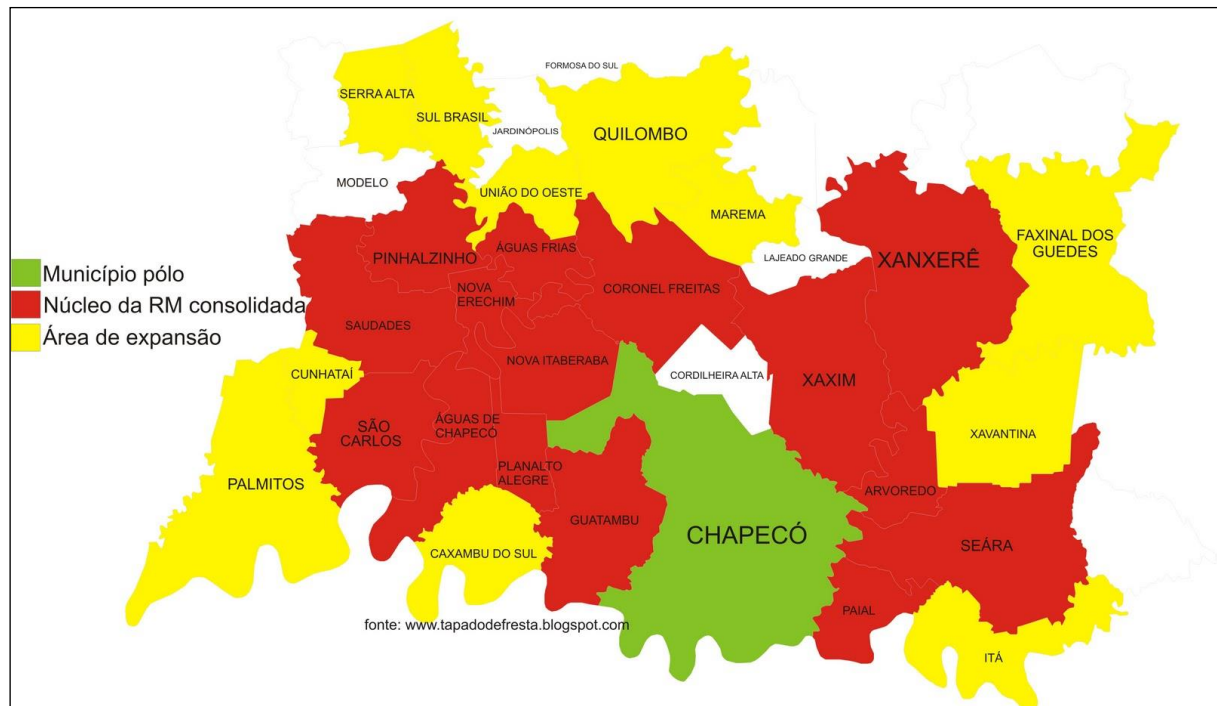 FORMOSA DO SUL
SERRA ALTA
SUL BRASIL
JARDINÓPOLIS
QUILOMBO
MODELO
UNIÃO DO OESTE
MAREMA
FAXINAL DOS
GUEDES
PINHALZINHO
ÁGUAS FRIAS
LAJEADO GRANDE
XANXERÊ
Município pólo
Núcleo da RM consolidada
Área de expansão
NOVA
ERECHIM
CORONEL FREITAS
SAUDADES
NOVA ITABERABA
CUNHATAÍ
CORDILHEIRA ALTA
XAXIM
SÃO
CARLOS
ÁGUAS DE
CHAPECÓ
XAVANTINA
PALMITOS
PLANALTO
ALEGRE
ARVOREDO
GUATAMBU
CHAPECÓ
SEÁRA
CAXAMBU DO SUL
PAIAL
fonte: www.tapadodefresta.blogspot.com
ITÁ